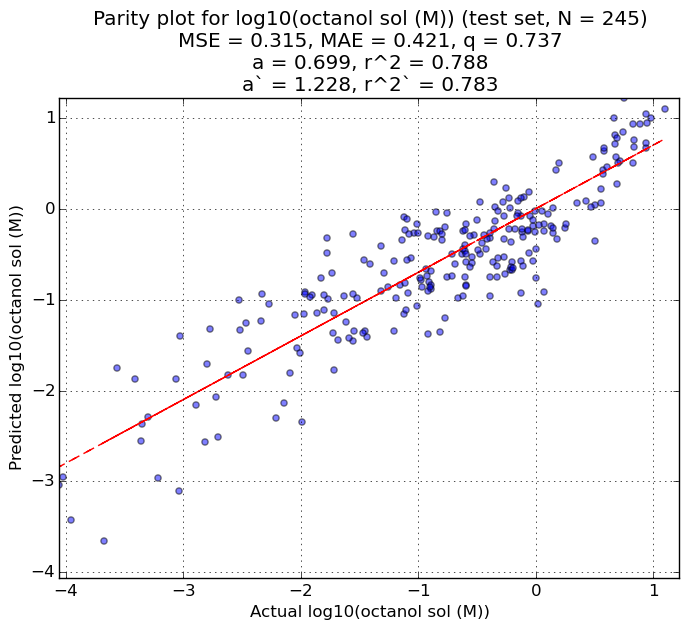 Parity plot for log10(octanol sol (M)) (test set, N = 245)
MSE = 0.315, MAE = 0.421, q = 0.737
a = 0.699, r^2 = 0.788
a` = 1.228, r^2` = 0.783
1
0
−1
−2
−3
−4
Predicted log10(octanol sol (M))
−4 −3 −2 −1 0 1
Actual log10(octanol sol (M))